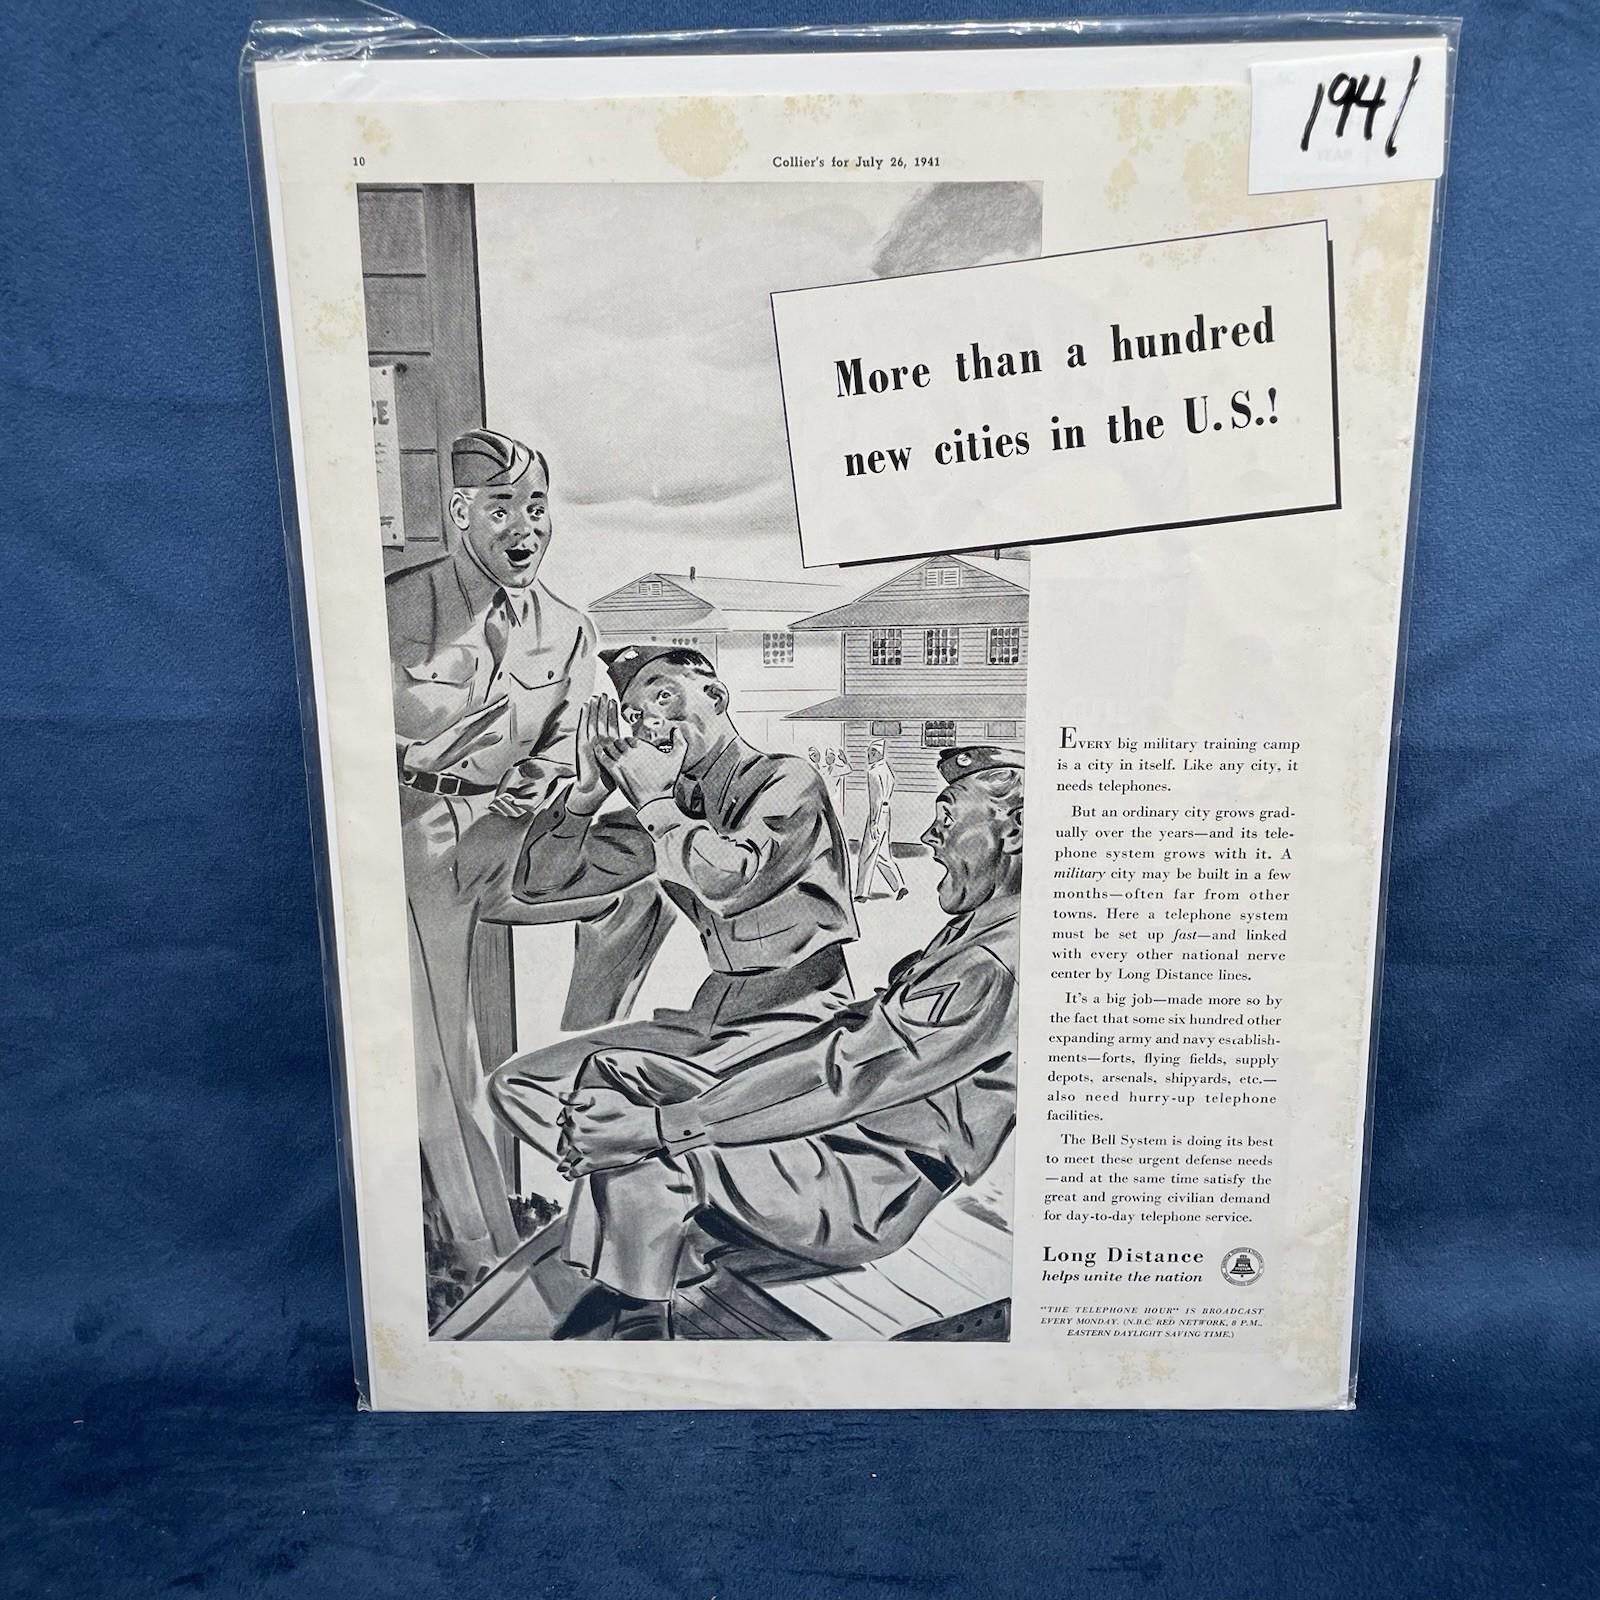 1941
10
Collier's for July 26, 1941
More than a hundred
new cities in the U.S.!
EVERY big military training camp
is a city in itself. Like any city, it
needs telephones.
But an ordinary city grows grad-
ually over the years—and its tele-
phone system grows with it. A
military city may be built in a few
months—often far from other
towns. Here a telephone system
must be set up fast—and linked
with every other national nerve
center by Long Distance lines.
It's a big job—made more so by
the fact that some six hundred other
expanding army and navy establish-
ments—forts, flying fields, supply
depots, arsenals, shipyards, etc.—
also need hurry-up telephone
facilities.
The Bell System is doing its best
to meet these urgent defense needs
—and at the same time satisfy the
great and growing civilian demand
for day-to-day telephone service.
Long Distance
helps unite the nation
BELL
SYSTEM
"THE TELEPHONE HOUR" IS BROADCAST
EVERY MONDAY. (N.B.C. RED NETWORK, 8 P.M.,
EASTERN DAYLIGHT SAVING TIME.)